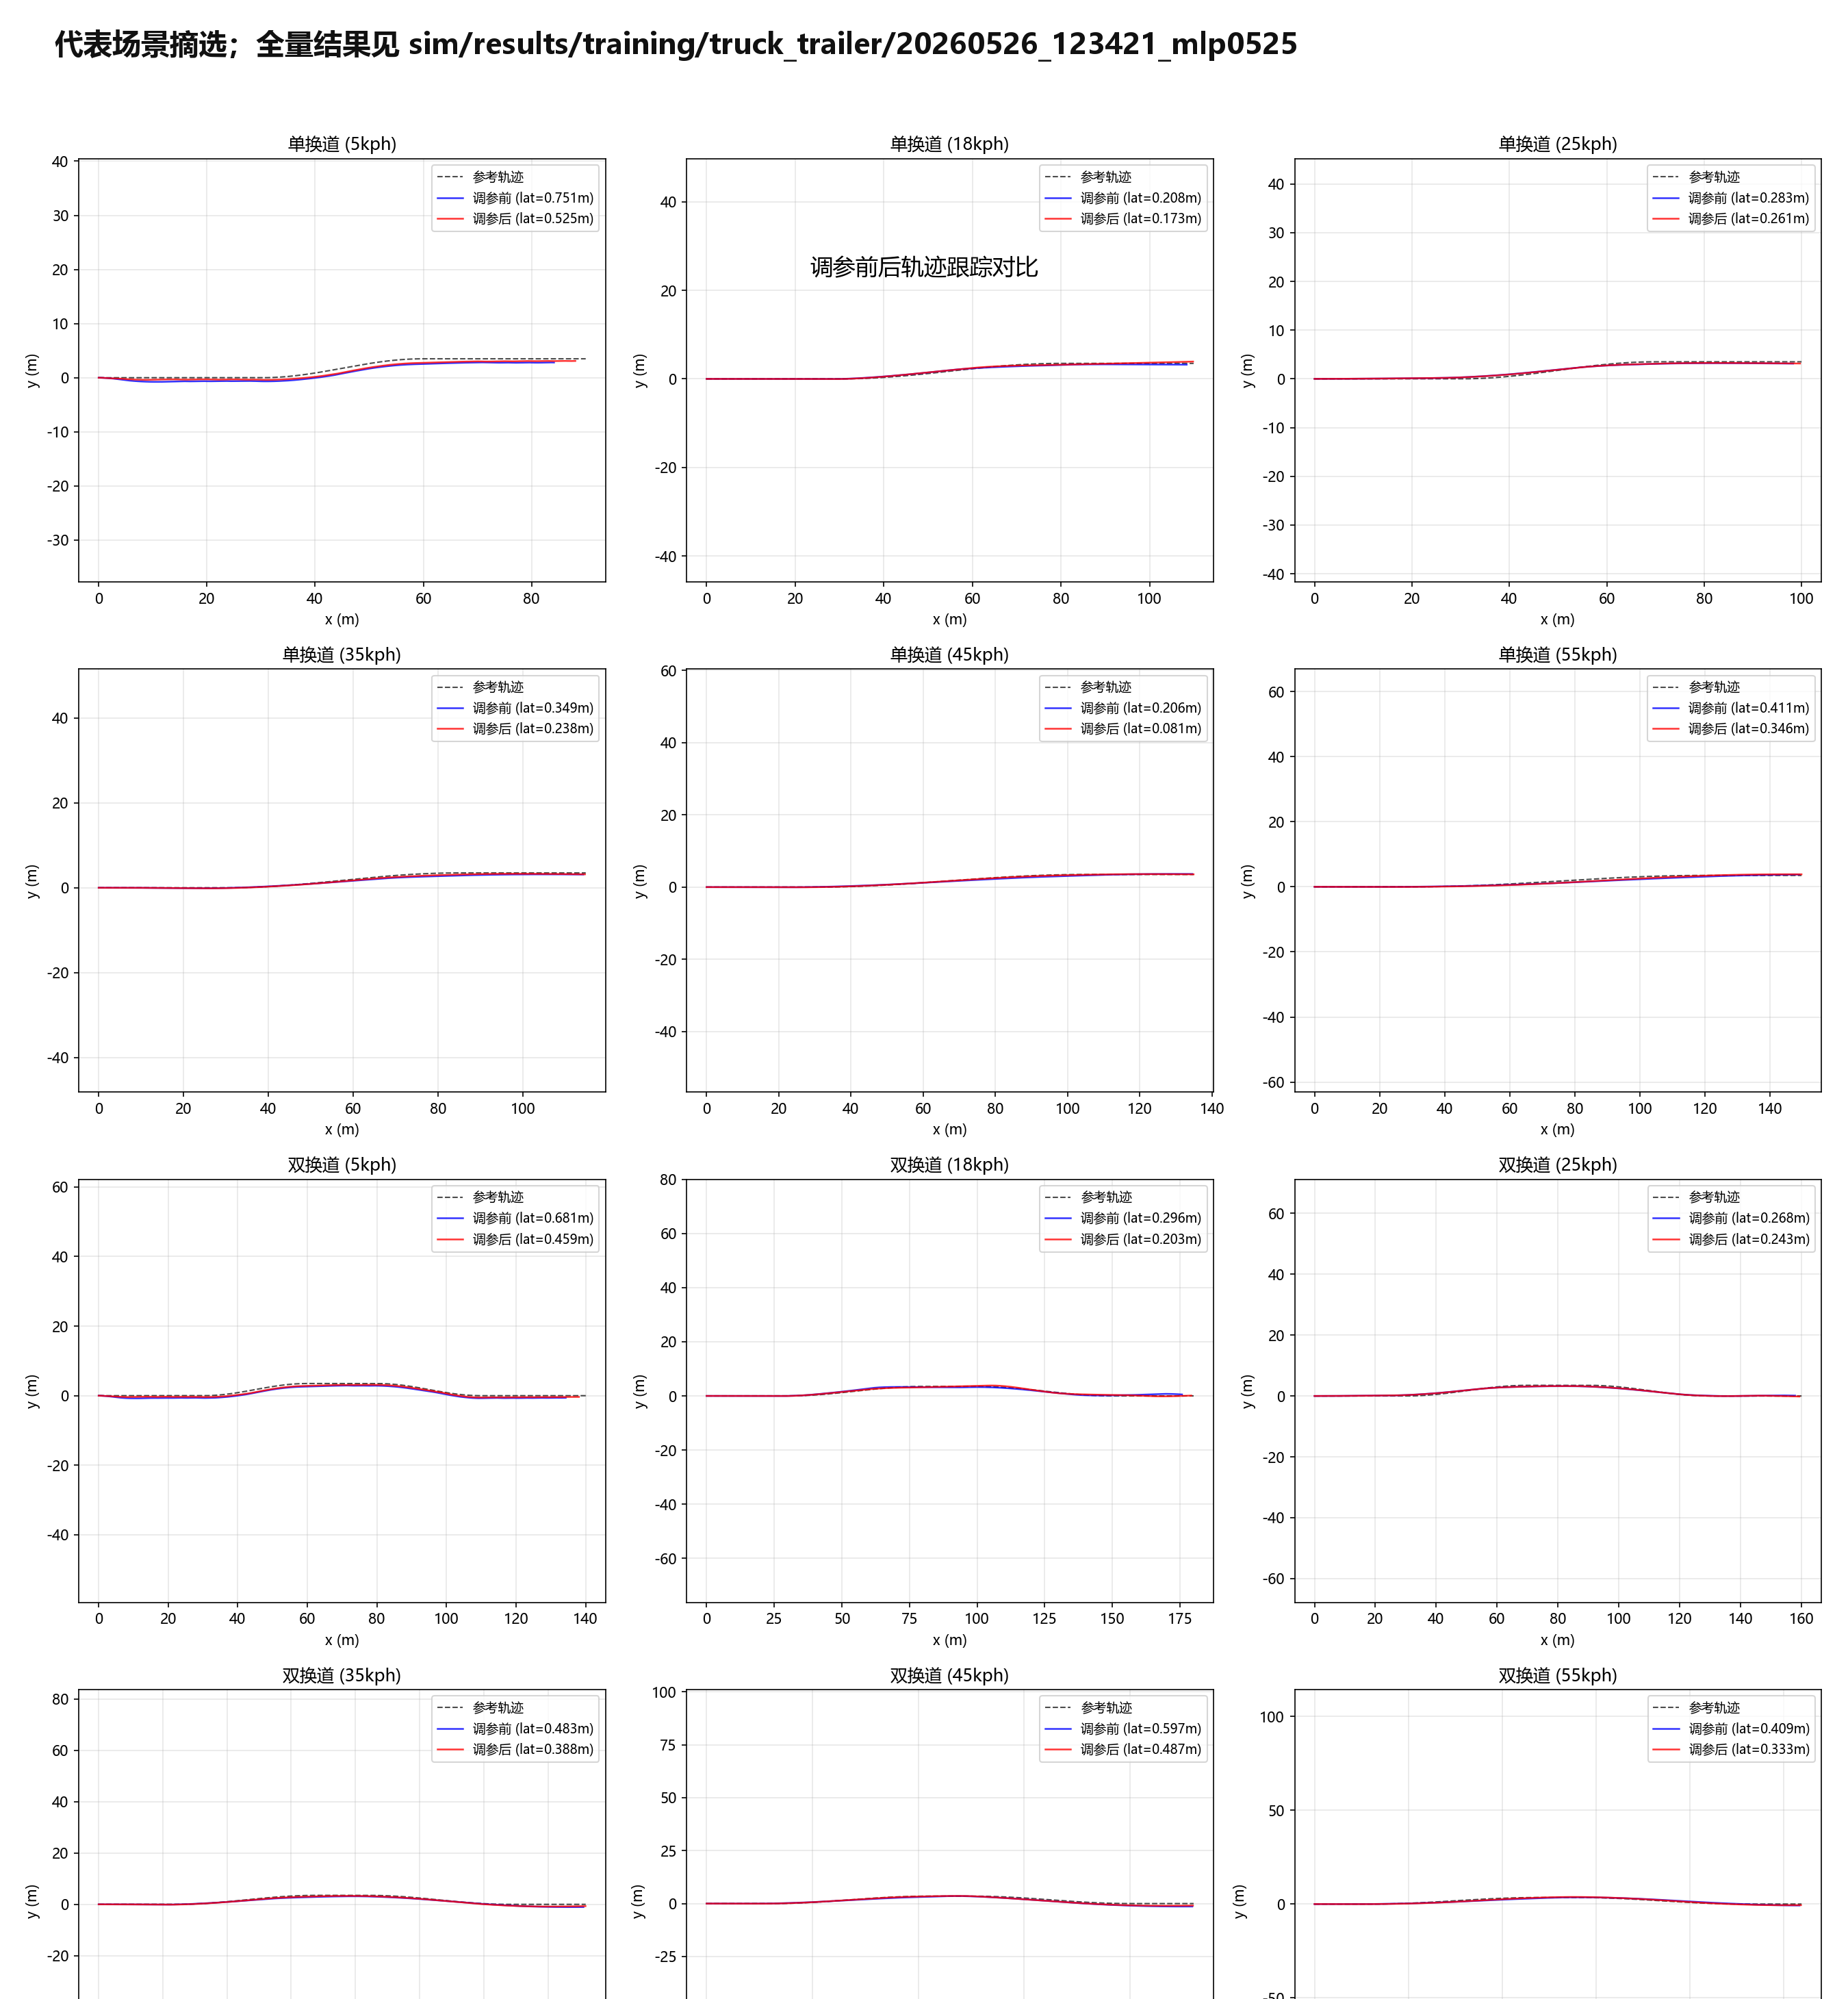 代表场景摘选；全量结果见 sim/results/training/truck_trailer/20260526_123421_mlp0525
单换道 (5kph)
参考轨迹
调参前 (lat=0.751m)
调参后 (lat=0.525m)
40
30
20
10
0
-10
-20
-30
y (m)
0 20 40 60 80
x (m)
单换道 (18kph)
参考轨迹
调参前 (lat=0.208m)
调参后 (lat=0.173m)
调参前后轨迹跟踪对比
40
20
0
-20
-40
y (m)
0 20 40 60 80 100
x (m)
单换道 (25kph)
参考轨迹
调参前 (lat=0.283m)
调参后 (lat=0.261m)
40
30
20
10
0
-10
-20
-30
-40
y (m)
0 20 40 60 80 100
x (m)
单换道 (35kph)
参考轨迹
调参前 (lat=0.349m)
调参后 (lat=0.238m)
40
20
0
-20
-40
y (m)
0 20 40 60 80 100
x (m)
单换道 (45kph)
参考轨迹
调参前 (lat=0.206m)
调参后 (lat=0.081m)
60
40
20
0
-20
-40
y (m)
0 20 40 60 80 100 120 140
x (m)
单换道 (55kph)
参考轨迹
调参前 (lat=0.411m)
调参后 (lat=0.346m)
60
40
20
0
-20
-40
-60
y (m)
0 20 40 60 80 100 120 140
x (m)
双换道 (5kph)
参考轨迹
调参前 (lat=0.681m)
调参后 (lat=0.459m)
60
40
20
0
-20
-40
y (m)
0 20 40 60 80 100 120 140
x (m)
双换道 (18kph)
参考轨迹
调参前 (lat=0.296m)
调参后 (lat=0.203m)
80
60
40
20
0
-20
-40
-60
y (m)
0 25 50 75 100 125 150 175
x (m)
双换道 (25kph)
参考轨迹
调参前 (lat=0.268m)
调参后 (lat=0.243m)
60
40
20
0
-20
-40
-60
y (m)
0 20 40 60 80 100 120 140 160
x (m)
双换道 (35kph)
参考轨迹
调参前 (lat=0.483m)
调参后 (lat=0.388m)
80
60
40
20
0
-20
y (m)
双换道 (45kph)
参考轨迹
调参前 (lat=0.597m)
调参后 (lat=0.487m)
100
75
50
25
0
-25
y (m)
双换道 (55kph)
参考轨迹
调参前 (lat=0.409m)
调参后 (lat=0.333m)
100
50
0
-50
y (m)